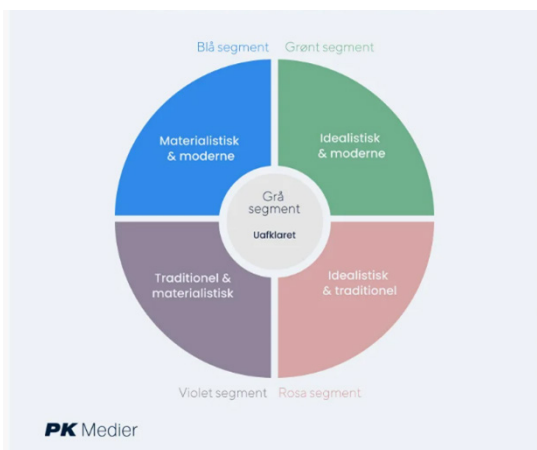 Blå segment
Grønt segment
Materialistisk
& moderne
Idealistisk
& moderne
Grå
segment
Uafklaret
Traditionel &
materialistisk
Idealistisk
& traditionel
Violet segment
Rosa segment
PK Medier